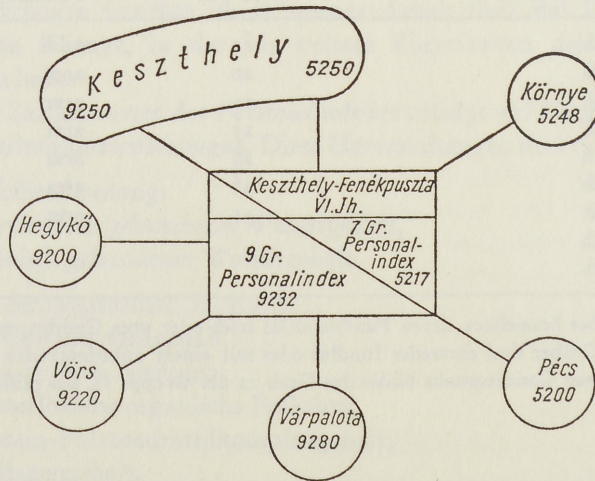 Keszthely
9250
5250
Környe
5248
Keszthely-Fenékpuszta
VI. Jh.
7 Gr.
Personal-
index
5217
9 Gr.
Personalindex
9232
Hegykő
9200
Vörs
9220
Várpalota
9280
Pécs
5200